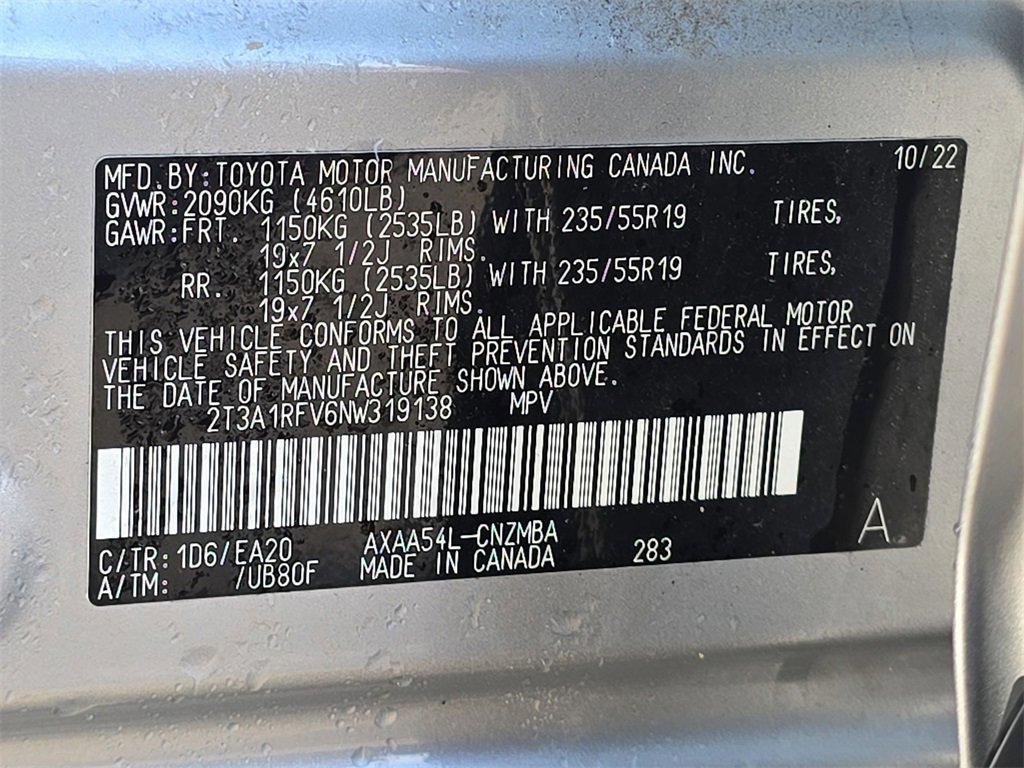 MFD.BY:TOYOTA MOTOR MANUFACTURING CANADA INC. 10/22
GVWR:2090KG (4610LB)
GAWR:FRT. 1150KG (2535LB) WITH 235/55R19 TIRES,
19x7 1/2J RIMS.
RR. 1150KG (2535LB) WITH 235/55R19 TIRES,
19x7 1/2J RIMS.
THIS VEHICLE CONFORMS TO ALL APPLICABLE FEDERAL MOTOR
VEHICLE SAFETY AND THEFT PREVENTION STANDARDS IN EFFECT ON
THE DATE OF MANUFACTURE SHOWN ABOVE.
2T3A1RFV6NW319138 MPV
C/TR: 1D6/EA20 AXAA54L-CNZMBA
A/TM: /UB80F MADE IN CANADA 283 A